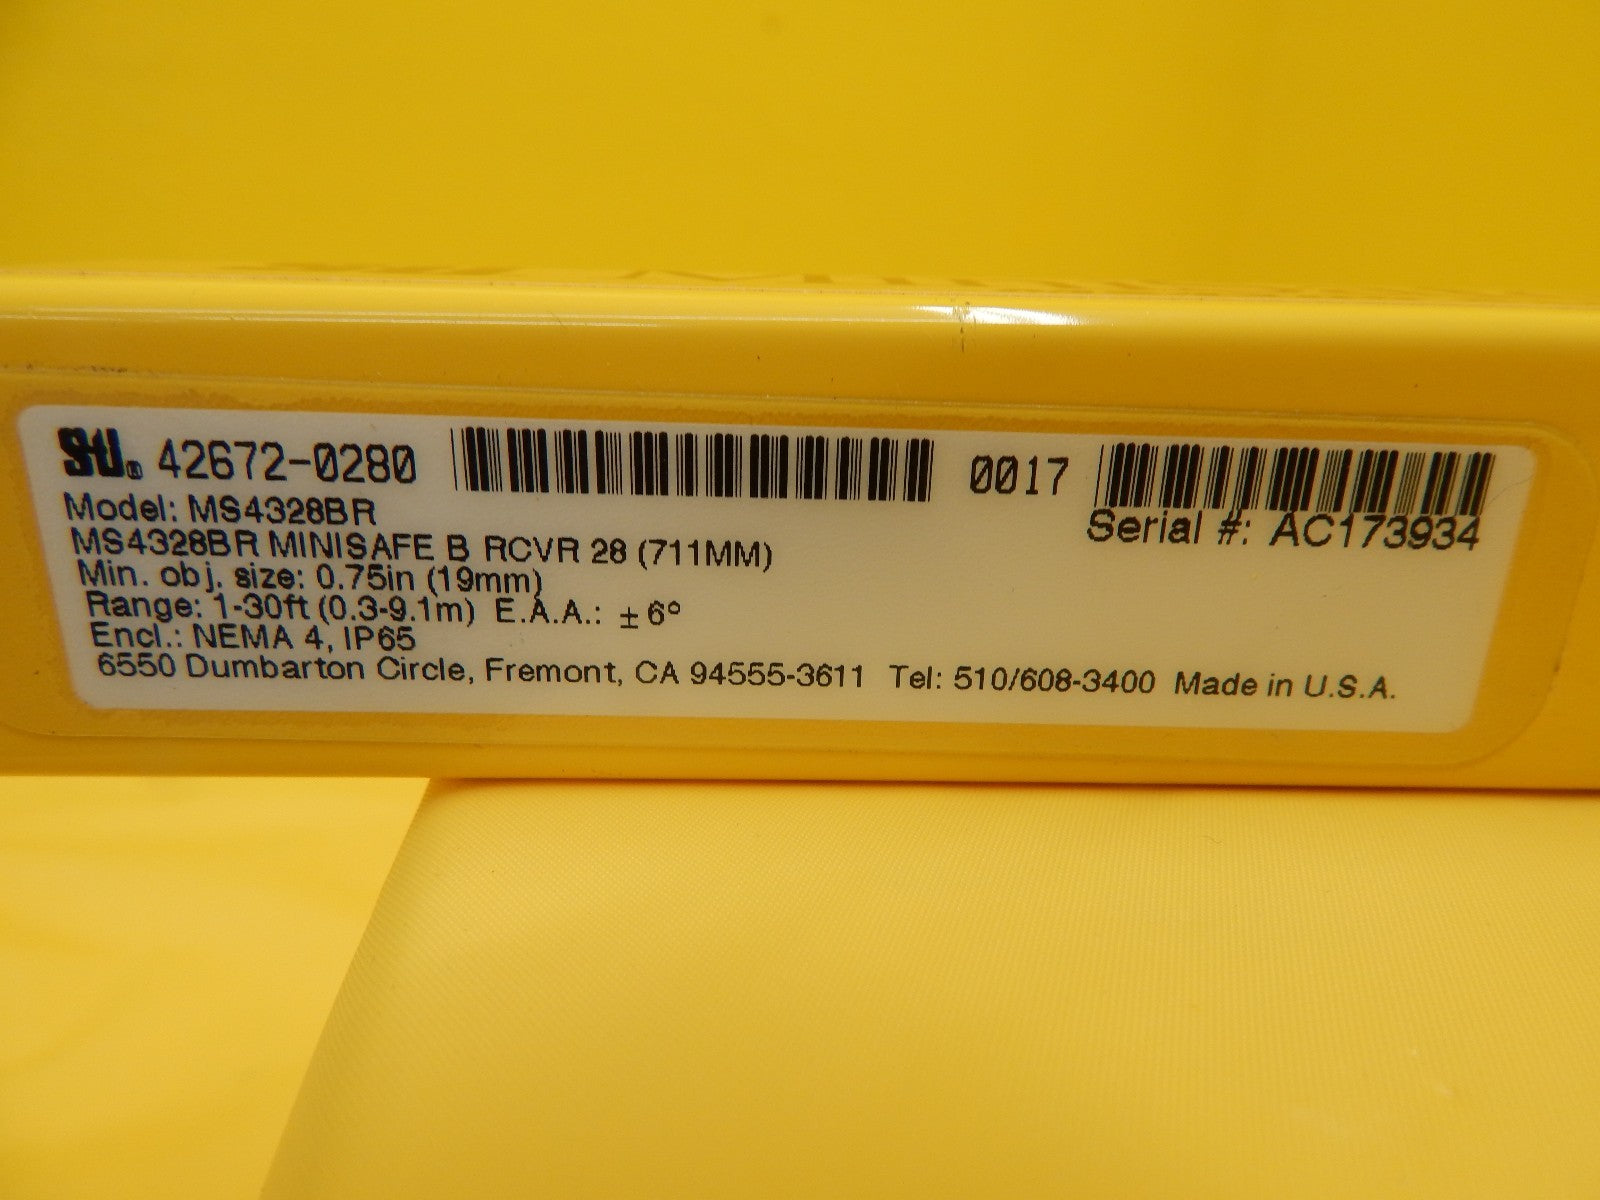 STI® 42672-0280 0017
Model: MS4328BR Serial #: AC173934
MS4328BR MINISAFE B RCVR 28 (711MM)
Min. obj. size: 0.75in (19mm)
Range: 1-30ft (0.3-9.1m) E.A.A.: ± 6°
Encl.: NEMA 4, IP65
6550 Dumbarton Circle, Fremont, CA 94555-3611 Tel: 510/608-3400 Made in U.S.A.